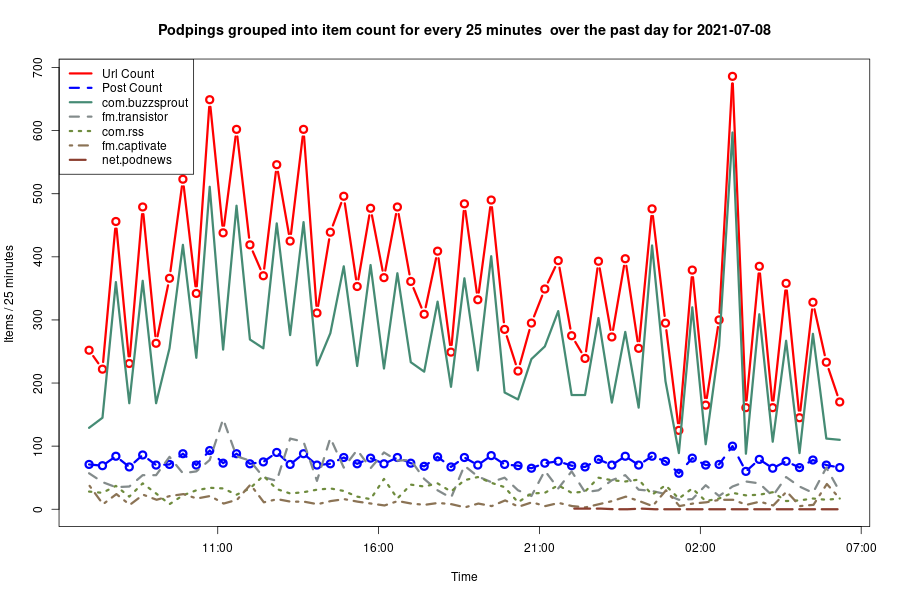 Podpings grouped into item count for every 25 minutes  over the past day for 2021-07-08
Url Count
Post Count
com.buzzsprout
fm.transistor
com.rss
fm.captivate
net.podnews
Items / 25 minutes
700
600
500
400
300
200
100
0
11:00
16:00
21:00
02:00
07:00
Time